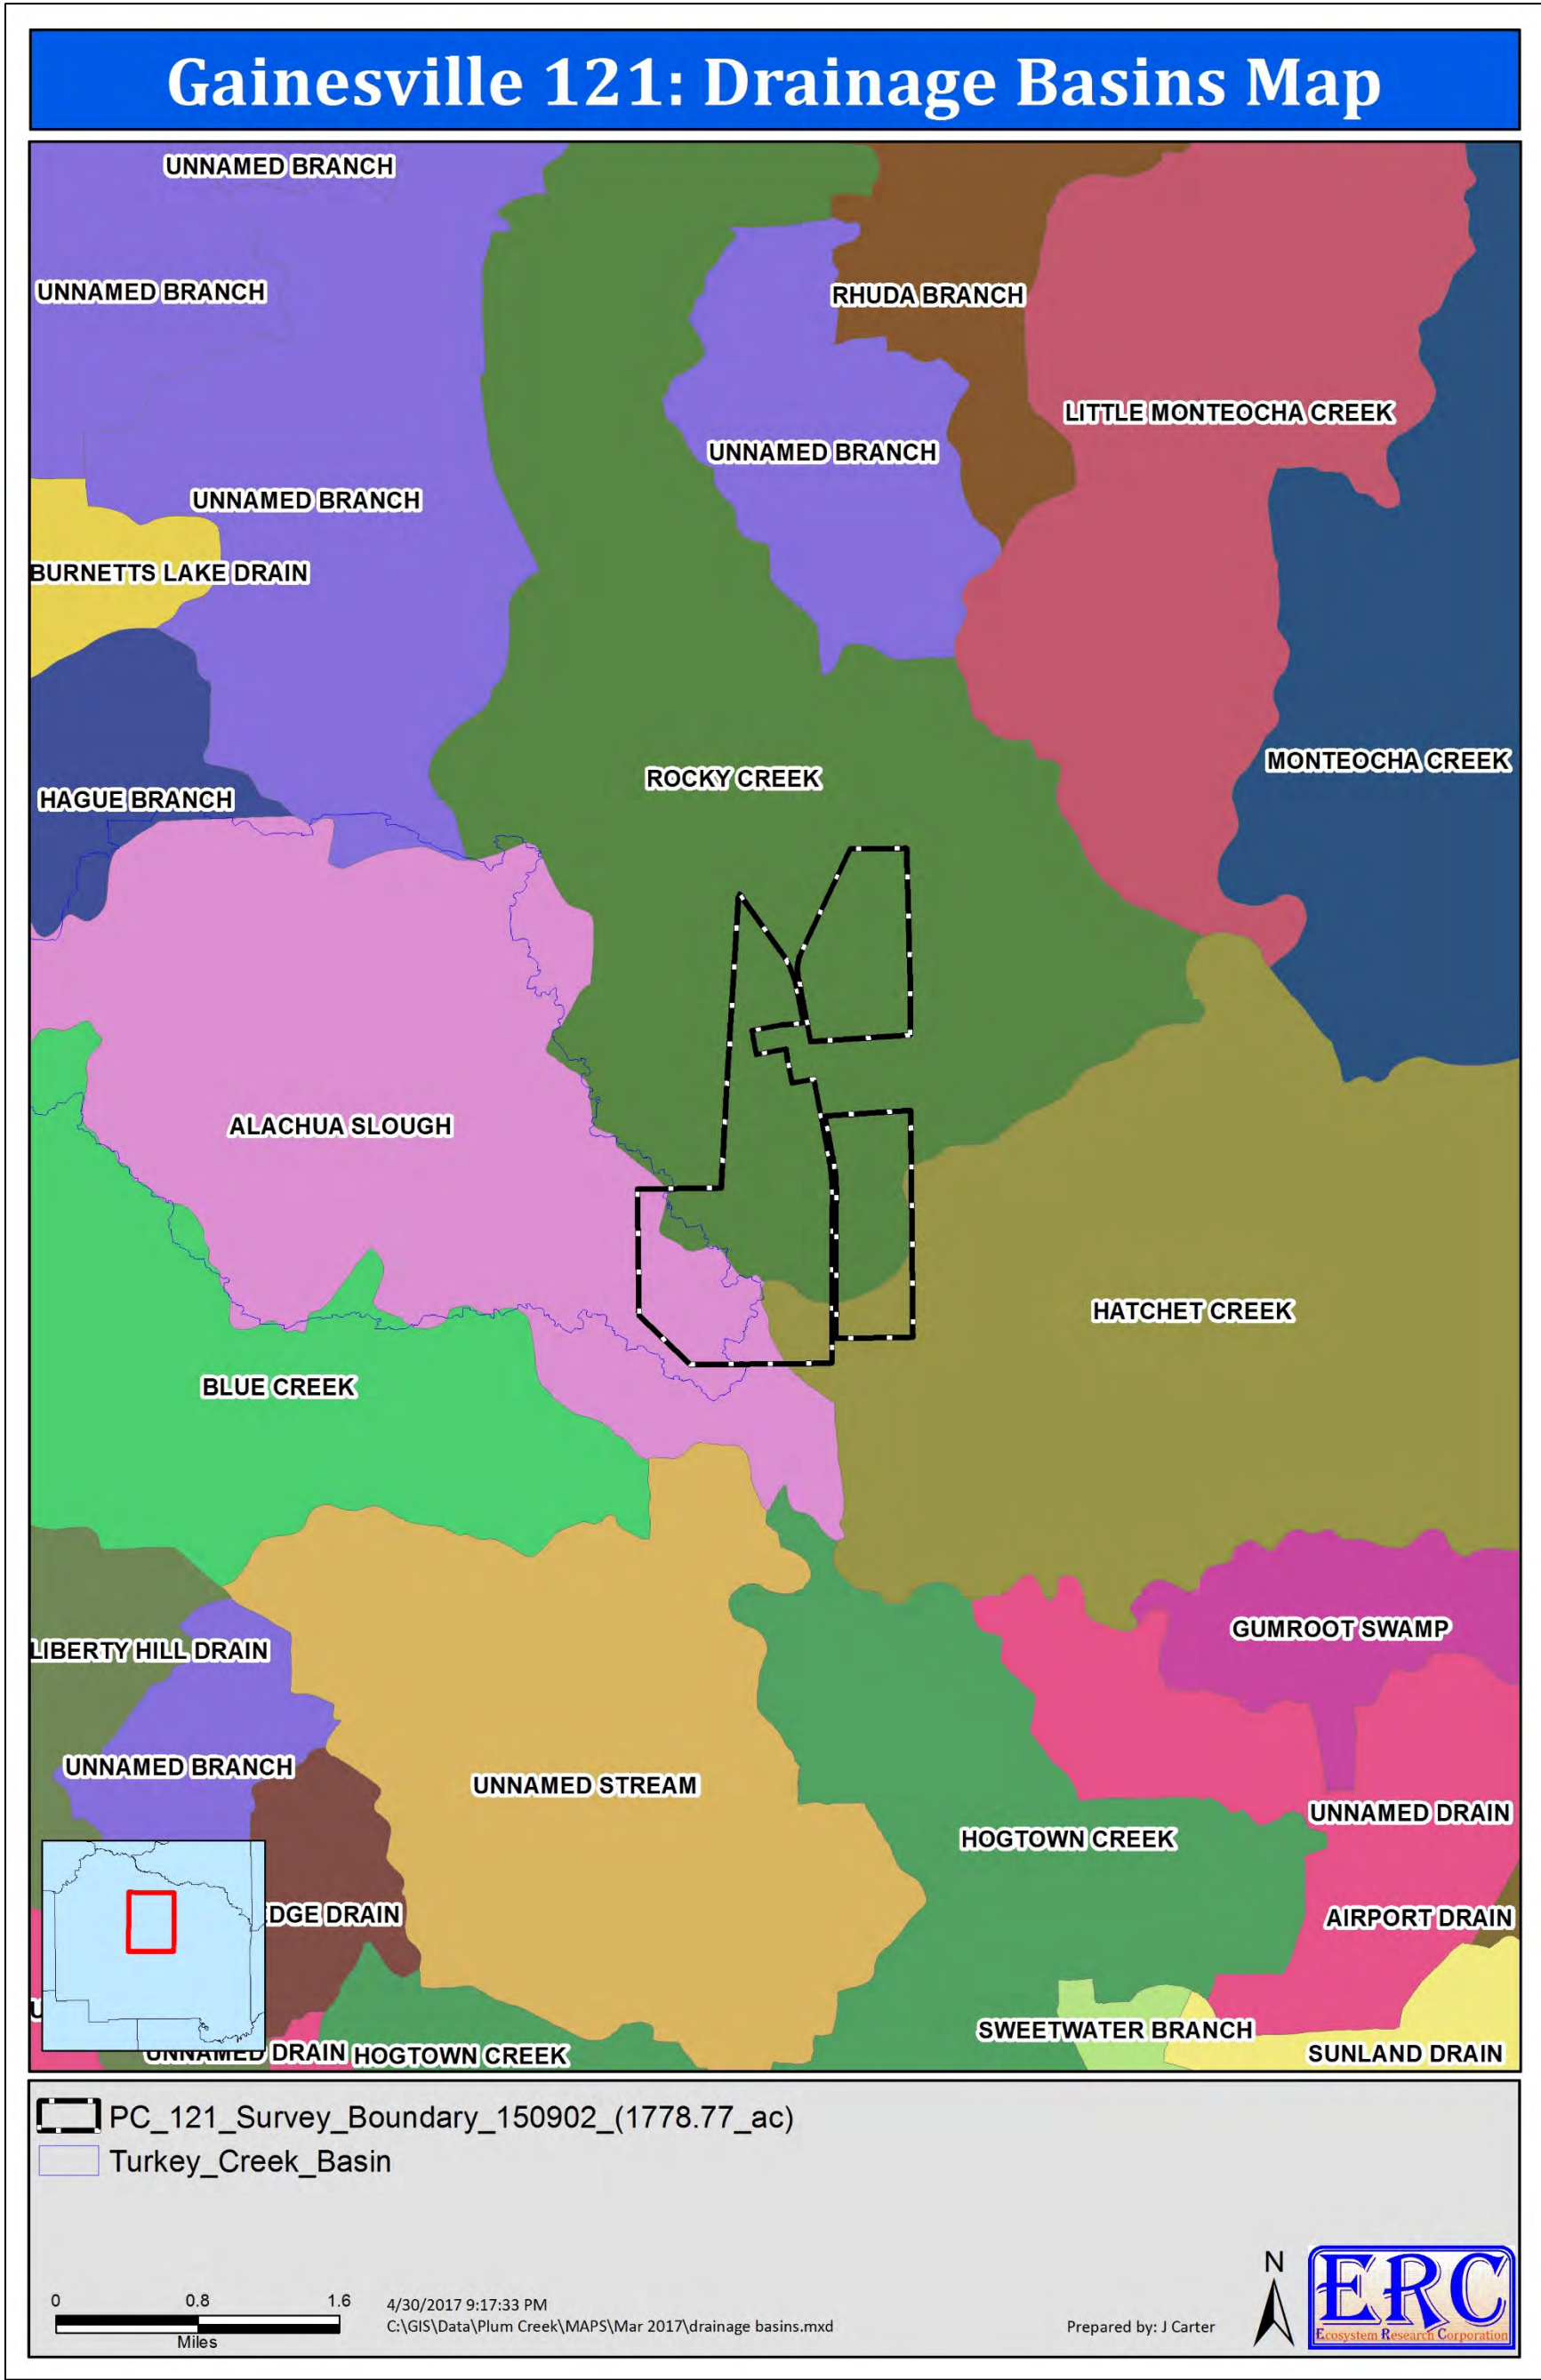 Gainesville 121: Drainage Basins Map
UNNAMED BRANCH
UNNAMED BRANCH
RHUDA BRANCH
LITTLE MONTEOCHA CREEK
UNNAMED BRANCH
UNNAMED BRANCH
BURNETTS LAKE DRAIN
MONTEOCHA CREEK
ROCKY CREEK
HAGUE BRANCH
ALACHUA SLOUGH
HATCHET CREEK
BLUE CREEK
GUMROOT SWAMP
LIBERTY HILL DRAIN
UNNAMED BRANCH
UNNAMED STREAM
UNNAMED DRAIN
HOGTOWN CREEK
DGE DRAIN
AIRPORT DRAIN
U
SWEETWATER BRANCH
UNNAMED DRAIN
HOGTOWN CREEK
SUNLAND DRAIN
PC_121_Survey_Boundary_150902_(1778.77_ac)
Turkey_Creek_Basin
0 0.8 1.6
Miles
4/30/2017 9:17:33 PM
C:\GIS\Data\Plum Creek\MAPS\Mar 2017\drainage basins.mxd
Prepared by: J Carter
N
ERC
Ecosystem Research Corporation